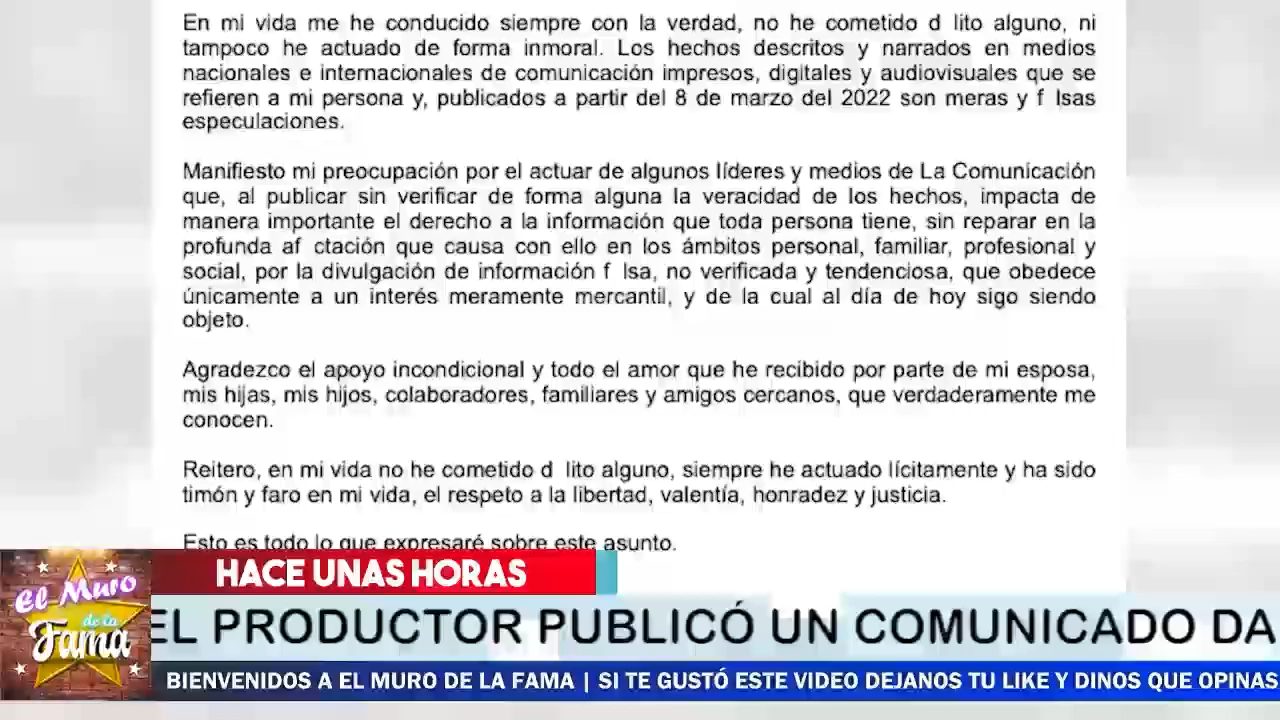 En mi vida me he conducido siempre con la verdad, no he cometido d lito alguno, ni
tampoco he actuado de forma inmoral. Los hechos descritos y narrados en medios
nacionales e internacionales de comunicación impresos, digitales y audiovisuales que se
refieren a mi persona y, publicados a partir del 8 de marzo del 2022 son meras y f lsas
especulaciones.
Manifiesto mi preocupación por el actuar de algunos líderes y medios de La Comunicación
que, al publicar sin verificar de forma alguna la veracidad de los hechos, impacta de
manera importante el derecho a la información que toda persona tiene, sin reparar en la
profunda af ctación que causa con ello en los ámbitos personal, familiar, profesional y
social, por la divulgación de información f lsa, no verificada y tendenciosa, que obedece
únicamente a un interés meramente mercantil, y de la cual al día de hoy sigo siendo
objeto.
Agradezco el apoyo incondicional y todo el amor que he recibido por parte de mi esposa,
mis hijas, mis hijos, colaboradores, familiares y amigos cercanos, que verdaderamente me
conocen.
Reitero, en mi vida no he cometido d lito alguno, siempre he actuado lícitamente y ha sido
timón y faro en mi vida, el respeto a la libertad, valentía, honradez y justicia.
Esto es todo lo que expresaré sobre este asunto.
HACE UNAS HORAS
El Muro
de la
Fama
EL PRODUCTOR PUBLICÓ UN COMUNICADO DA
BIENVENIDOS A EL MURO DE LA FAMA | SI TE GUSTÓ ESTE VIDEO DEJANOS TU LIKE Y DINOS QUE OPINAS